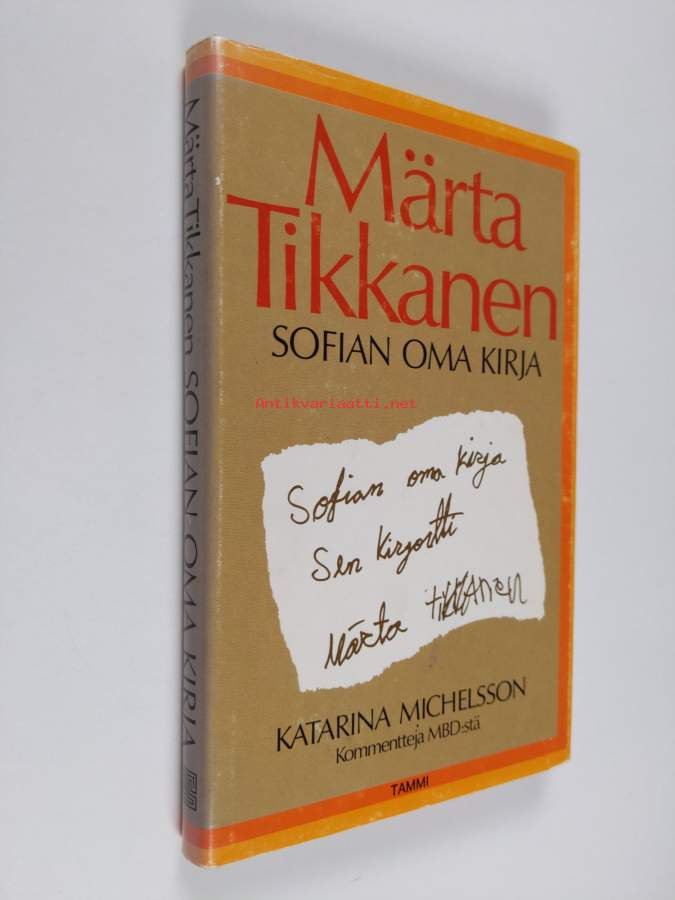 Märta Tikkanen SOFIAN OMA KIRJA
Märta
Tikkanen
SOFIAN OMA KIRJA
Antikvariaatti.net
Sofian oma kirja
Sen kirjortti
Märta TIKKANEN
KATARINA MICHELSSON
Kommentteja MBD:stä
TAMMI